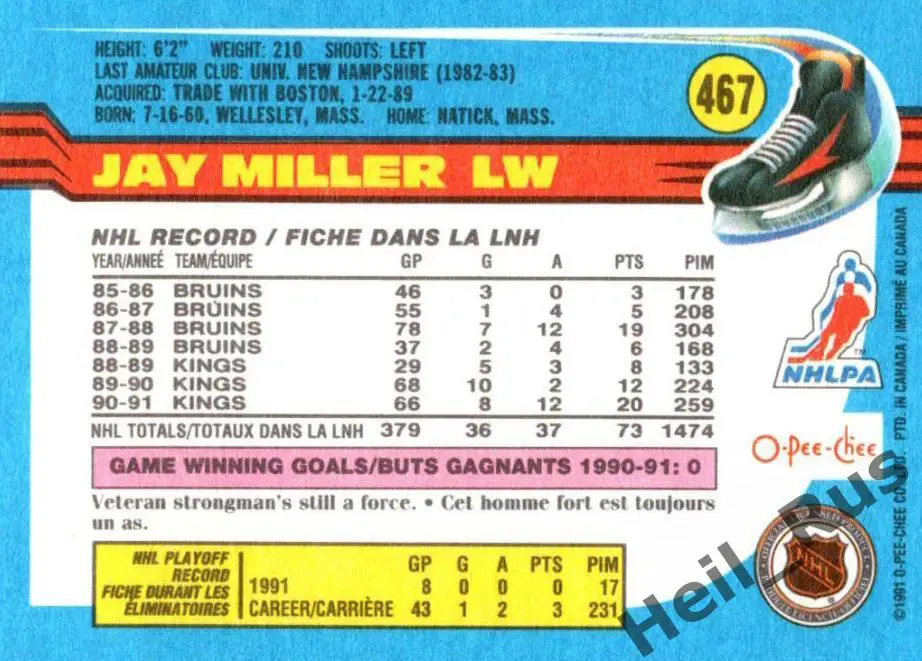 HEIGHT: 6'2" WEIGHT: 210 SHOOTS: LEFT
LAST AMATEUR CLUB: UNIV. NEW HAMPSHIRE (1982-83)
ACQUIRED: TRADE WITH BOSTON, 1-22-89
BORN: 7-16-60, WELLESLEY, MASS. HOME: NATICK, MASS.
467
JAY MILLER LW
NHL RECORD / FICHE DANS LA LNH
YEAR/ANNEÉ TEAM/ÉQUIPE GP G A PTS PIM
85-86 BRUINS 46 3 0 3 178
86-87 BRUINS 55 1 4 5 208
87-88 BRUINS 78 7 12 19 304
88-89 BRUINS 37 2 4 6 168
88-89 KINGS 29 5 3 8 133
89-90 KINGS 68 10 2 12 224
90-91 KINGS 66 8 12 20 259
NHL TOTALS/TOTAUX DANS LA LNH 379 36 37 73 1474
GAME WINNING GOALS/BUTS GAGNANTS 1990-91: 0
Veteran strongman's still a force. • Cet homme fort est toujours
un as.
NHL PLAYOFF
RECORD
FICHE DURANT LES
ÉLIMINATOIRES
GP G A PTS PIM
1991 8 0 0 0 17
CAREER/CARRIÈRE 43 1 2 3 231
NHLPA
TM
O-PEE-CHEE
NHL
©1991 O-PEE-CHEE CO. LTD. PTD. IN CANADA / IMPRIMÉ AU CANADA
Heil_Rus